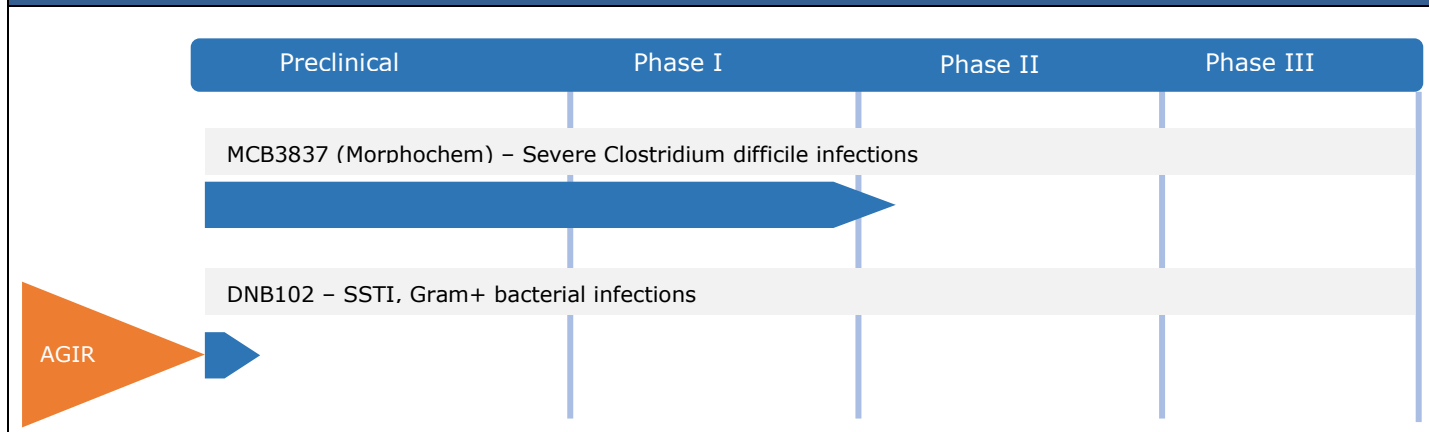 Preclinical Phase I Phase II Phase III
MCB3837 (Morphochem) – Severe Clostridium difficile infections
DNB102 – SSTI, Gram+ bacterial infections
AGIR